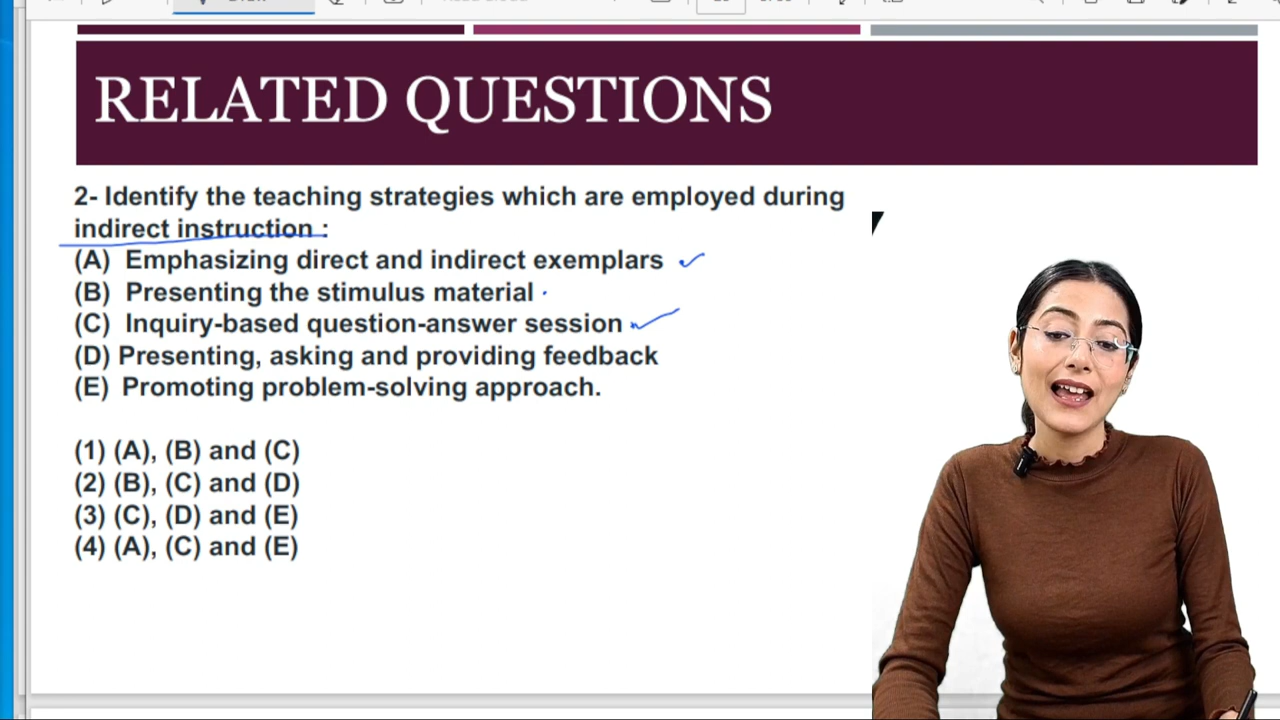 RELATED QUESTIONS
2- Identify the teaching strategies which are employed during
indirect instruction :
(A) Emphasizing direct and indirect exemplars
(B) Presenting the stimulus material
(C) Inquiry-based question-answer session
(D) Presenting, asking and providing feedback
(E) Promoting problem-solving approach.
(1) (A), (B) and (C)
(2) (B), (C) and (D)
(3) (C), (D) and (E)
(4) (A), (C) and (E)